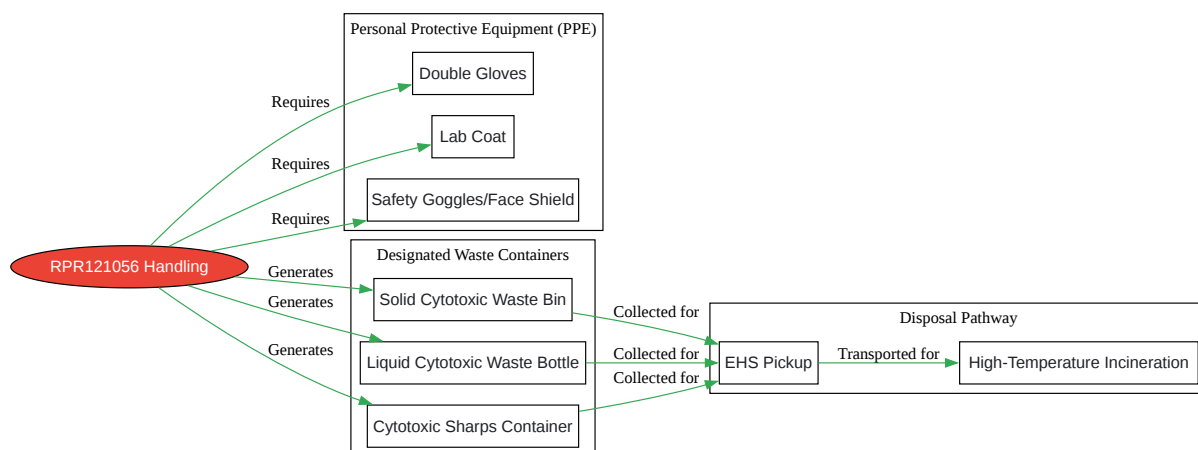 Personal Protective Equipment (PPE)
Double Gloves
Requires
Lab Coat
Requires
Safety Goggles/Face Shield
Requires
Designated Waste Containers
RPR121056 Handling
Generates
Solid Cytotoxic Waste Bin
Generates
Liquid Cytotoxic Waste Bottle
Generates
Cytotoxic Sharps Container
Collected for
Collected for
Collected for
Disposal Pathway
EHS Pickup
Transported for
High-Temperature Incineration